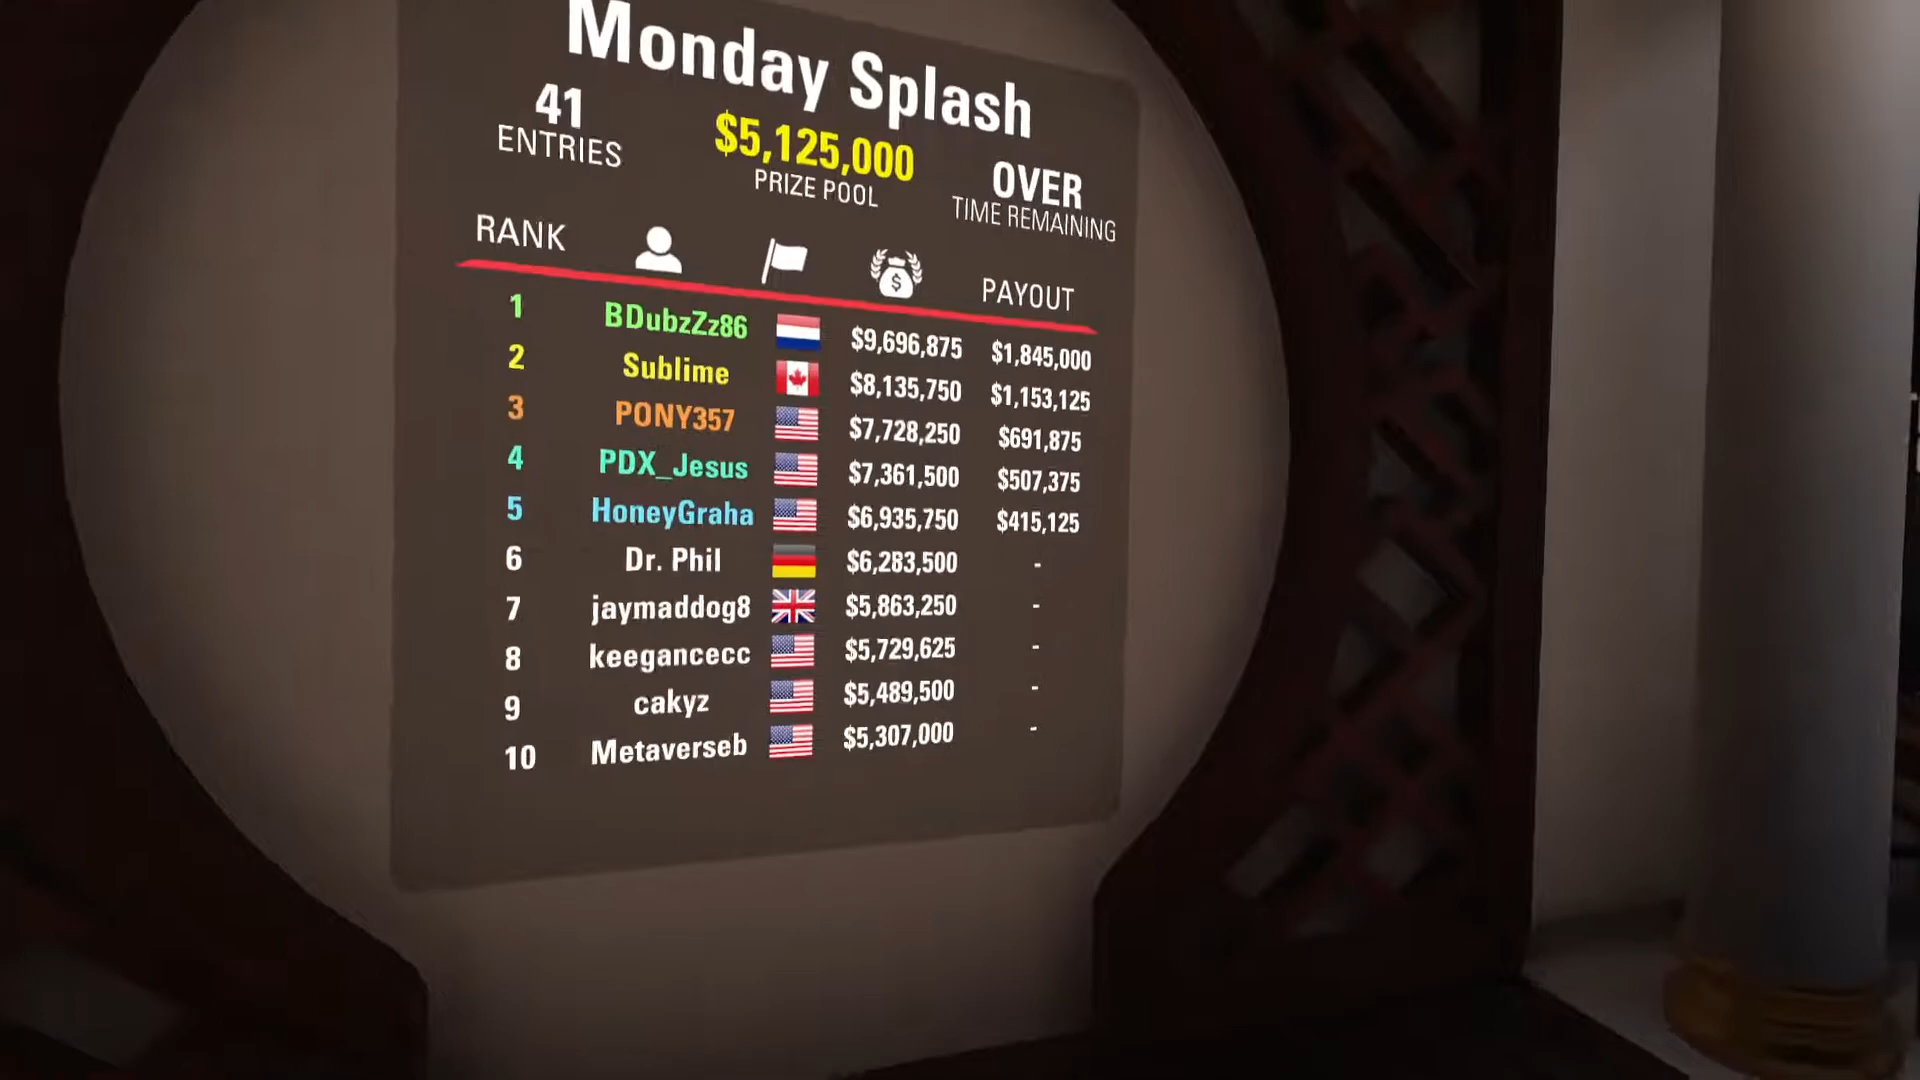 Monday Splash
41
ENTRIES
$5,125,000
PRIZE POOL
OVER
TIME REMAINING
RANK PAYOUT
1 BDubzZz86 $9,696,875 $1,845,000
2 Sublime $8,135,750 $1,153,125
3 PONY357 $7,728,250 $691,875
4 PDX_Jesus $7,361,500 $507,375
5 HoneyGraha $6,935,750 $415,125
6 Dr. Phil $6,283,500 -
7 jaymaddog8 $5,863,250 -
8 keegancecc $5,729,625 -
9 cakyz $5,489,500 -
10 Metaverseb $5,307,000 -